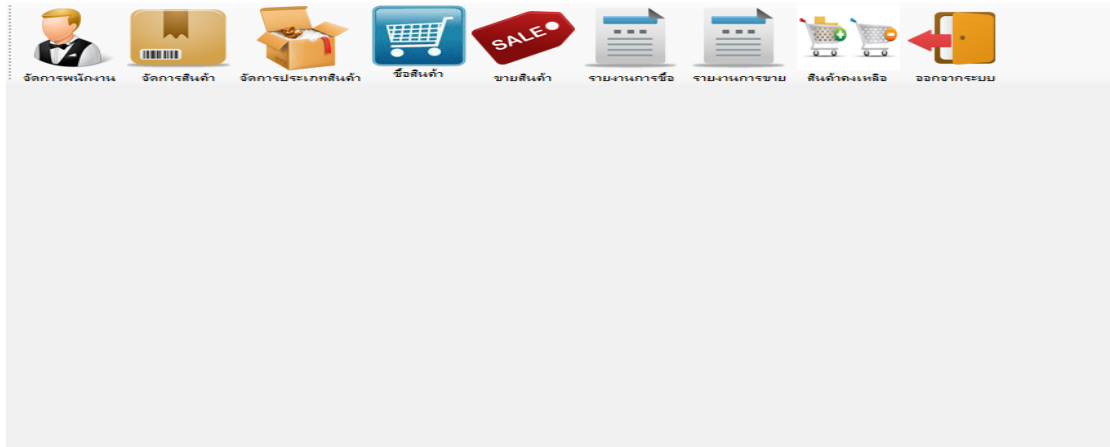 จัดการพนักงาน
จัดการสินค้า
จัดการประเภทสินค้า
ซื้อสินค้า
SALE
ขายสินค้า
รายงานการซื้อ
รายงานการขาย
สินค้าคงเหลือ
ออกจากระบบ